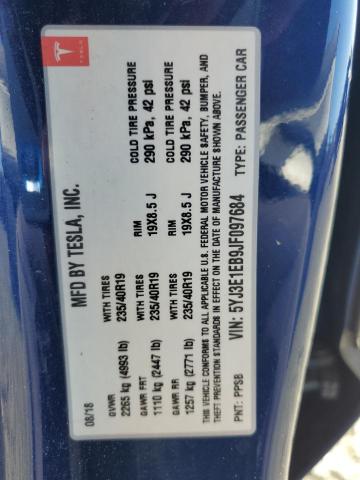 TESLA
MFD BY TESLA, INC.
08/18
GVWR WITH TIRES RIM COLD TIRE PRESSURE
2265 kg (4993 lb) 235/40R19 19X8.5 J 290 kPa, 42 psi
GAWR FRT WITH TIRES RIM COLD TIRE PRESSURE
1110 kg (2447 lb) 235/40R19 19X8.5 J 290 kPa, 42 psi
GAWR RR
1257 kg (2771 lb)
THIS VEHICLE CONFORMS TO ALL APPLICABLE U.S. FEDERAL MOTOR VEHICLE SAFETY, BUMPER, AND
THEFT PREVENTION STANDARDS IN EFFECT ON THE DATE OF MANUFACTURE SHOWN ABOVE.
VIN: 5YJ3E1EB9JF097684 TYPE: PASSENGER CAR
PNT: PPSB